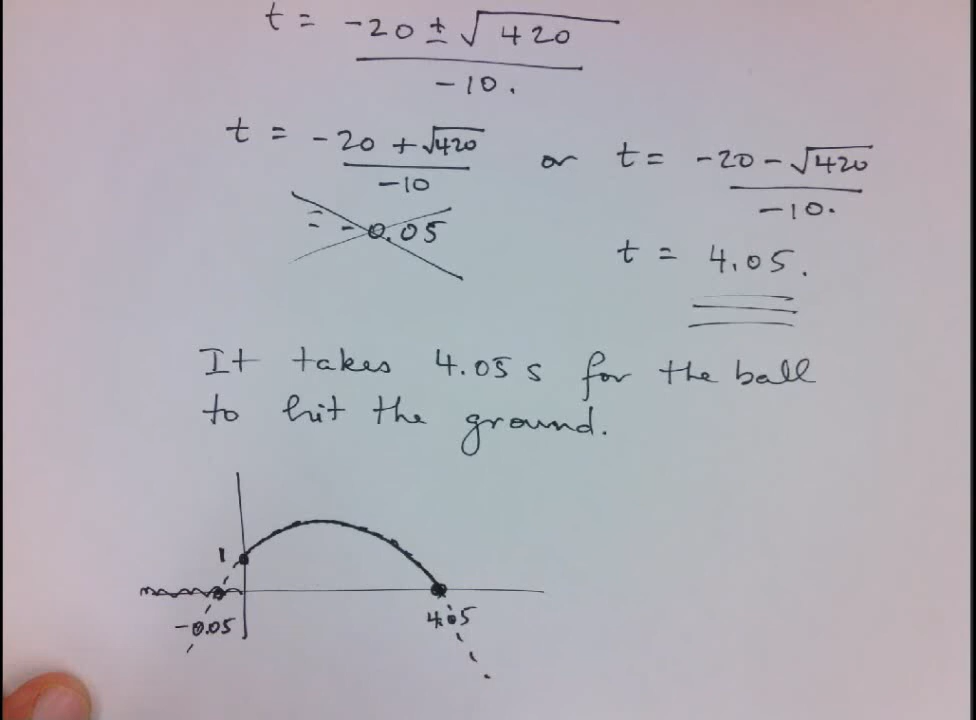 t = -20 ± √420
-10.
t = -20 + √420 or t = -20 - √420
-10 -10.
= -0.05
t = 4.05.
It takes 4.05 s for the ball
to hit the ground.
1
-0.05 4.05